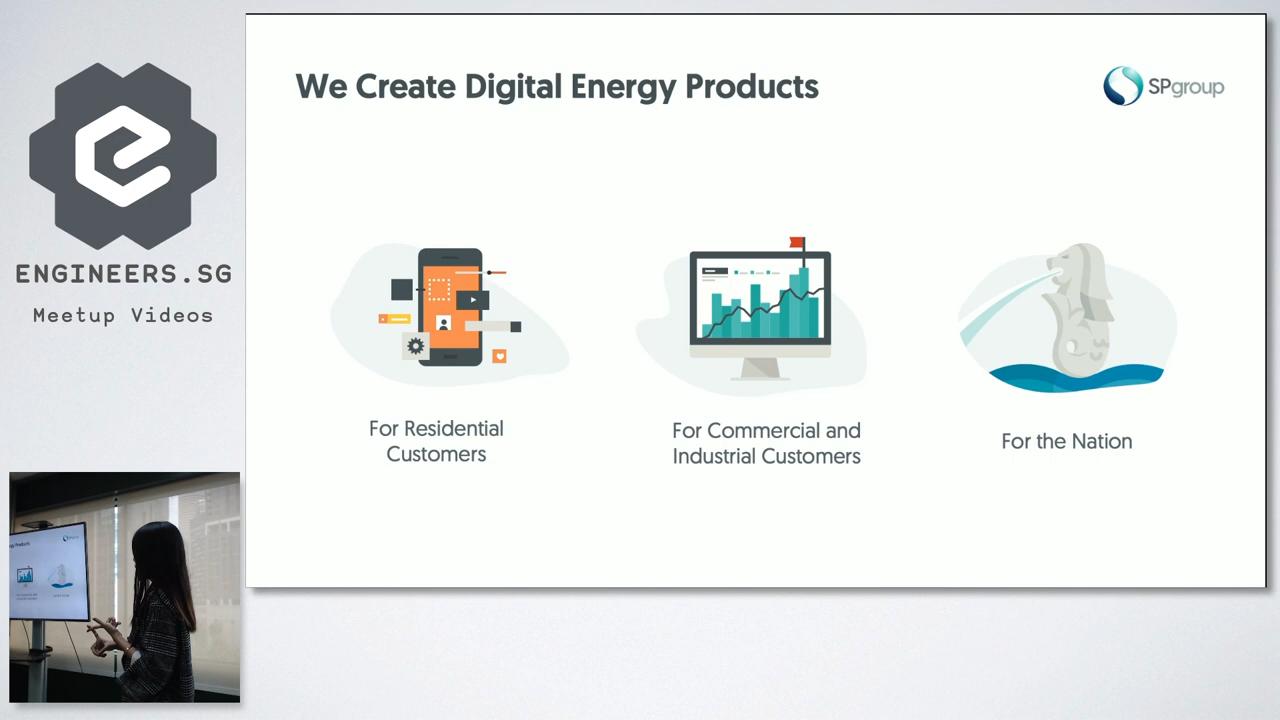 ENGINEERS.SG
Meetup Videos
We Create Digital Energy Products
SPgroup
For Residential
Customers
For Commercial and
Industrial Customers
For the Nation